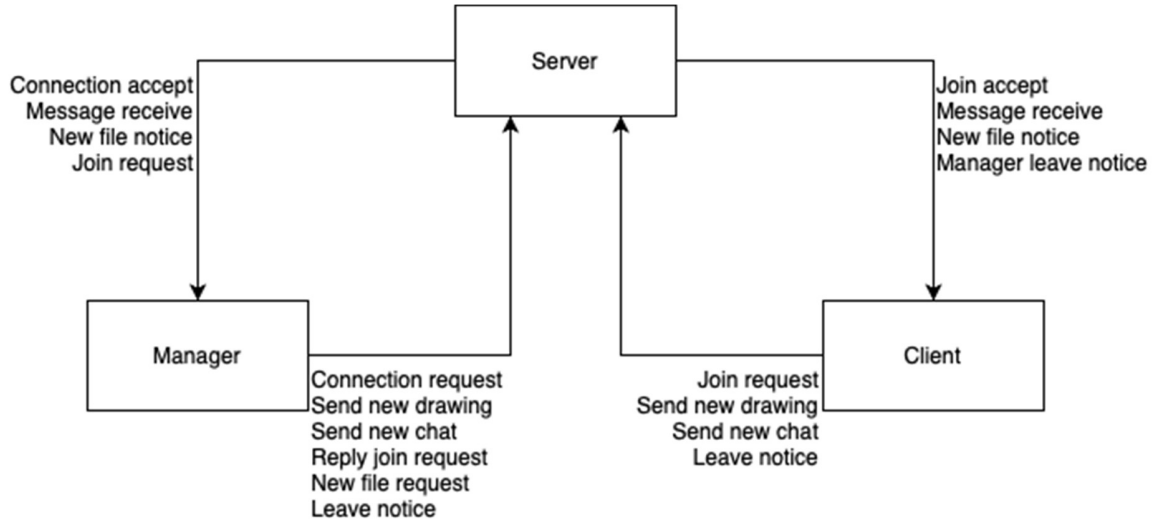 Server
Connection accept
Message receive
New file notice
Join request
Join accept
Message receive
New file notice
Manager leave notice
Manager
Client
Connection request
Send new drawing
Send new chat
Reply join request
New file request
Leave notice
Join request
Send new drawing
Send new chat
Leave notice